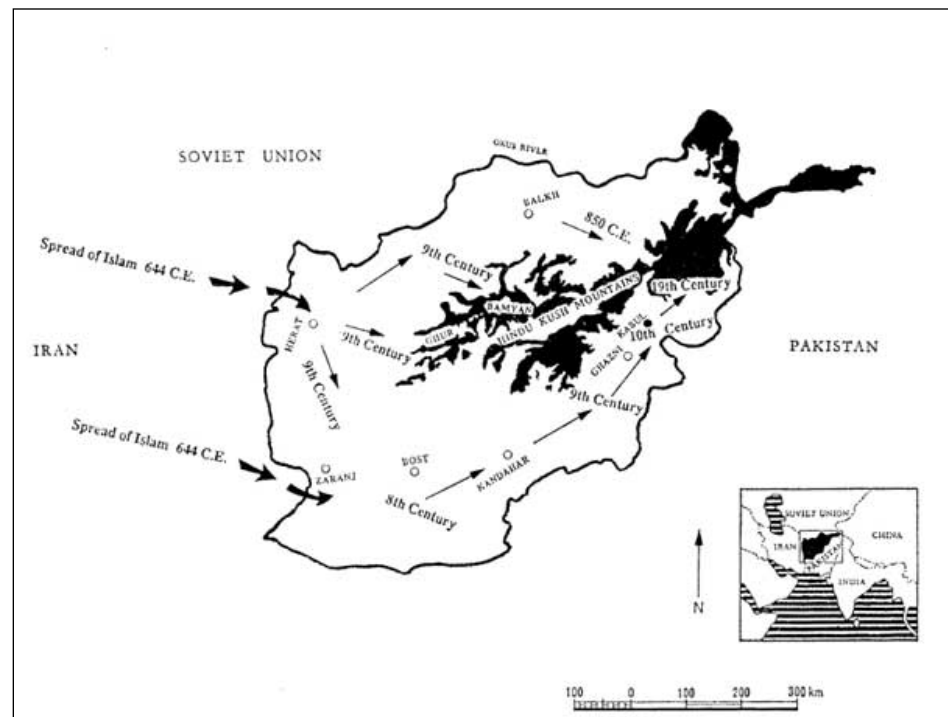 SOVIET UNION
OXUS RIVER
BALKH
850 C.E.
Spread of Islam 644 C.E.
9th Century
19th Century
BAMYAN
HINDU KUSH MOUNTAINS
HERAT
GHUR
KABUL
9th Century
10th Century
IRAN
PAKISTAN
GHAZNI
9th Century
9th Century
Spread of Islam 644 C.E.
BOST
KANDAHAR
ZARANJ
8th Century
SOVIET UNION
IRAN
CHINA
PAKISTAN
INDIA
N
100 0 100 200 300 km